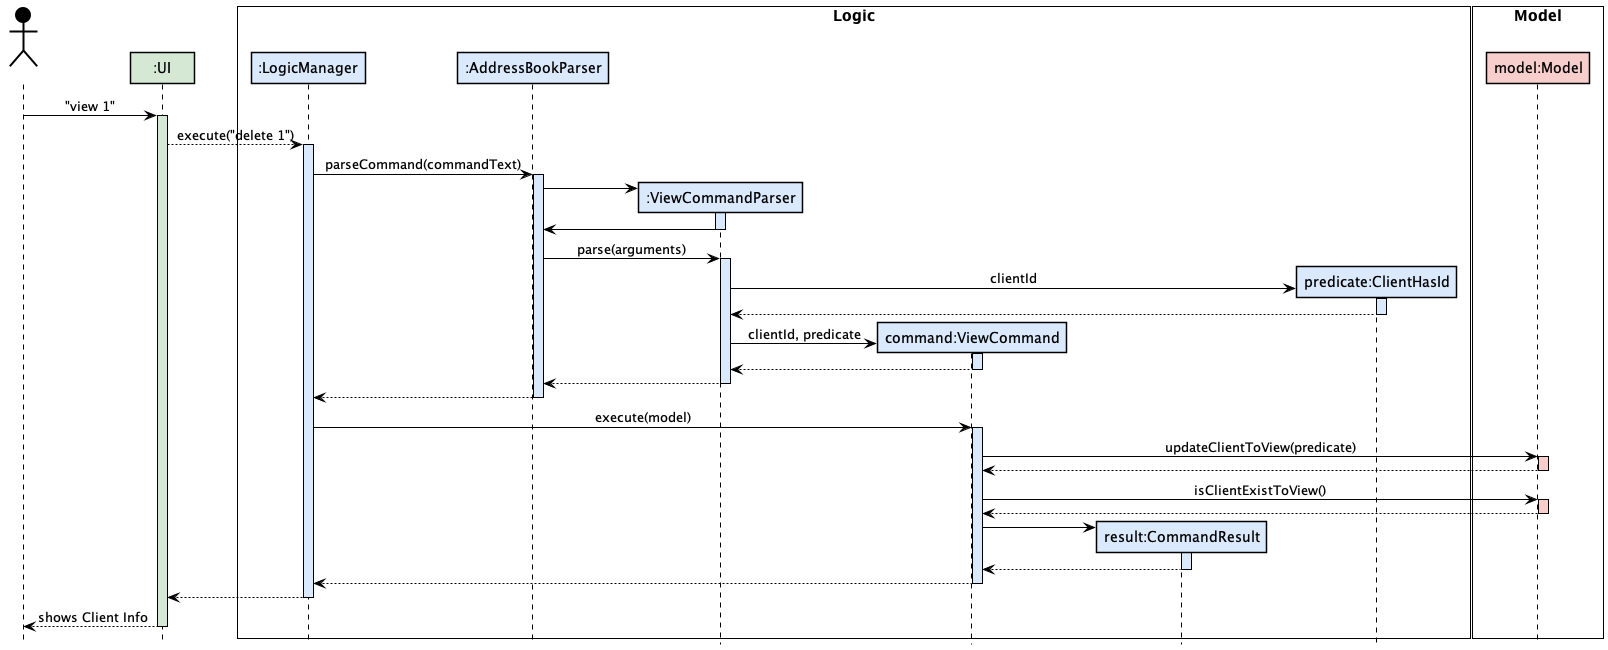 Logic
Model
:UI
:LogicManager
:AddressBookParser
model:Model
"view 1"
execute("delete 1")
parseCommand(commandText)
:ViewCommandParser
parse(arguments)
clientId
predicate:ClientHasId
clientId, predicate
command:ViewCommand
execute(model)
updateClientToView(predicate)
isClientExistToView()
result:CommandResult
shows Client Info